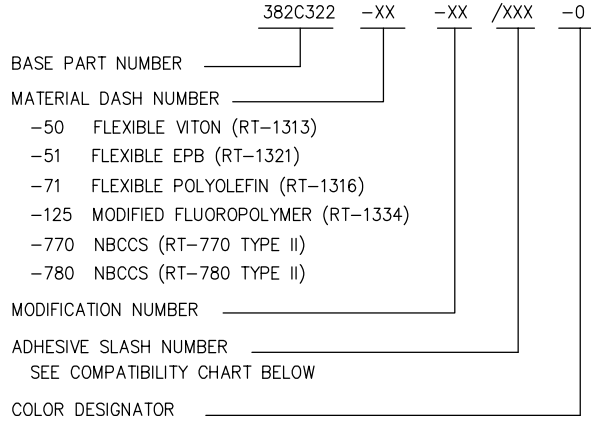 382C322 -XX -XX /XXX -0
BASE PART NUMBER
MATERIAL DASH NUMBER
-50 FLEXIBLE VITON (RT-1313)
-51 FLEXIBLE EPB (RT-1321)
-71 FLEXIBLE POLYOLEFIN (RT-1316)
-125 MODIFIED FLUOROPOLYMER (RT-1334)
-770 NBCCS (RT-770 TYPE II)
-780 NBCCS (RT-780 TYPE II)
MODIFICATION NUMBER
ADHESIVE SLASH NUMBER
SEE COMPATIBILITY CHART BELOW
COLOR DESIGNATOR